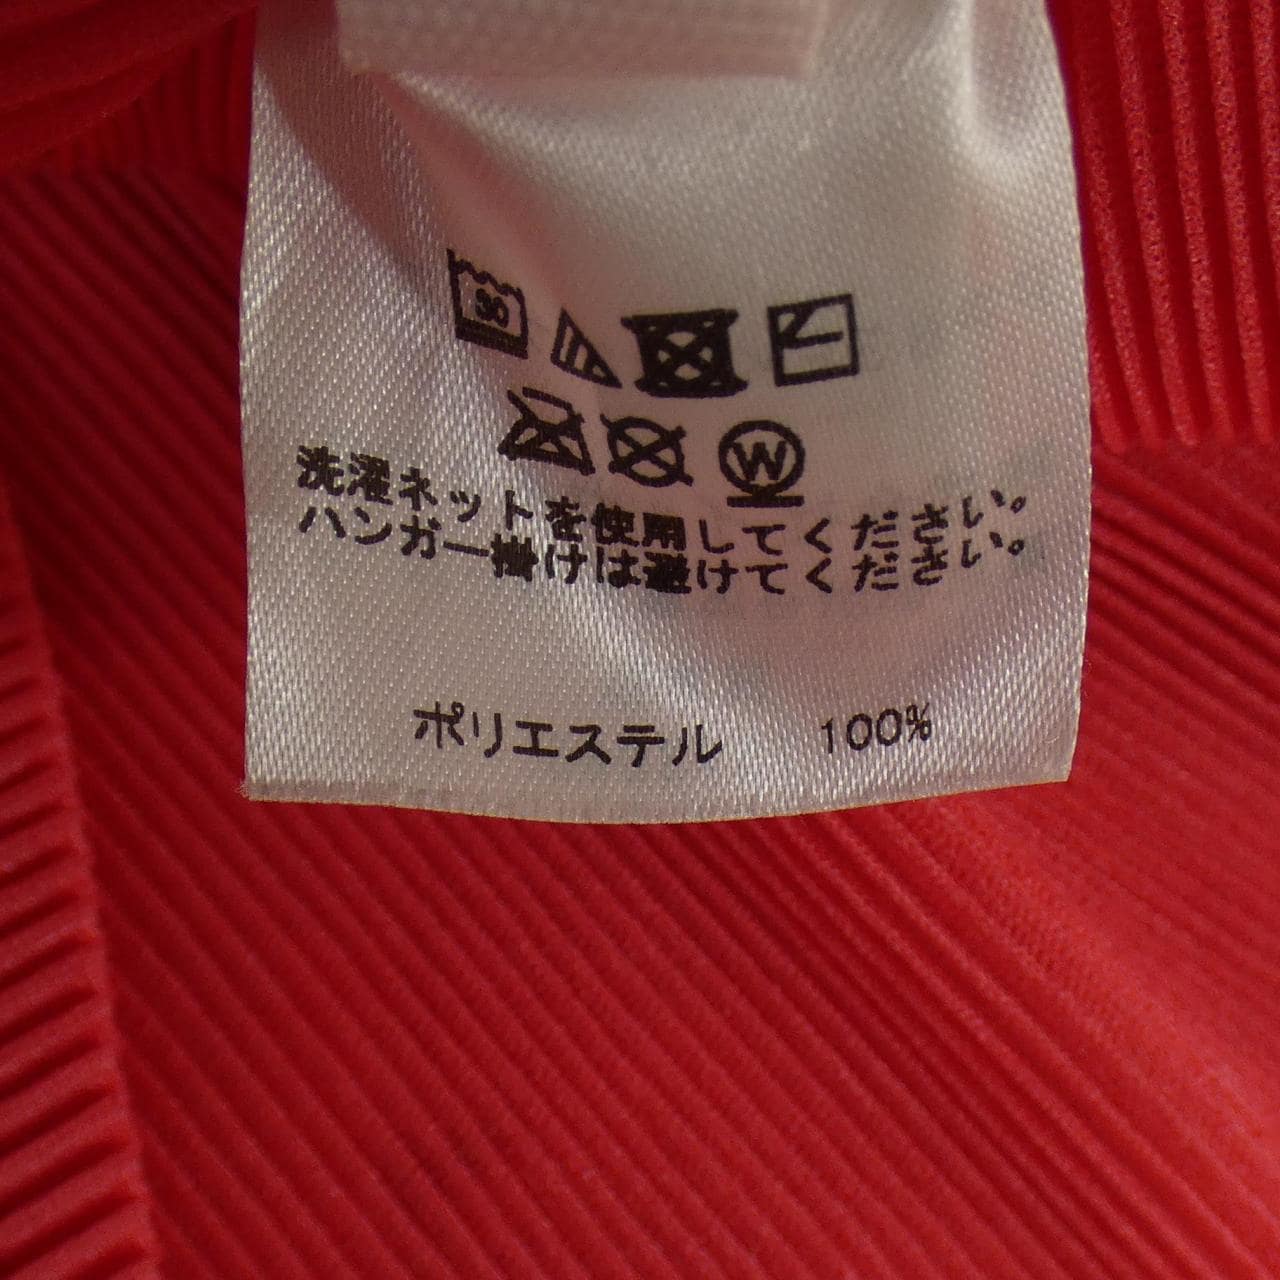 30
W
洗濯ネットを使用してください。
ハンガー掛けは避けてください。
ポリエステル 100%